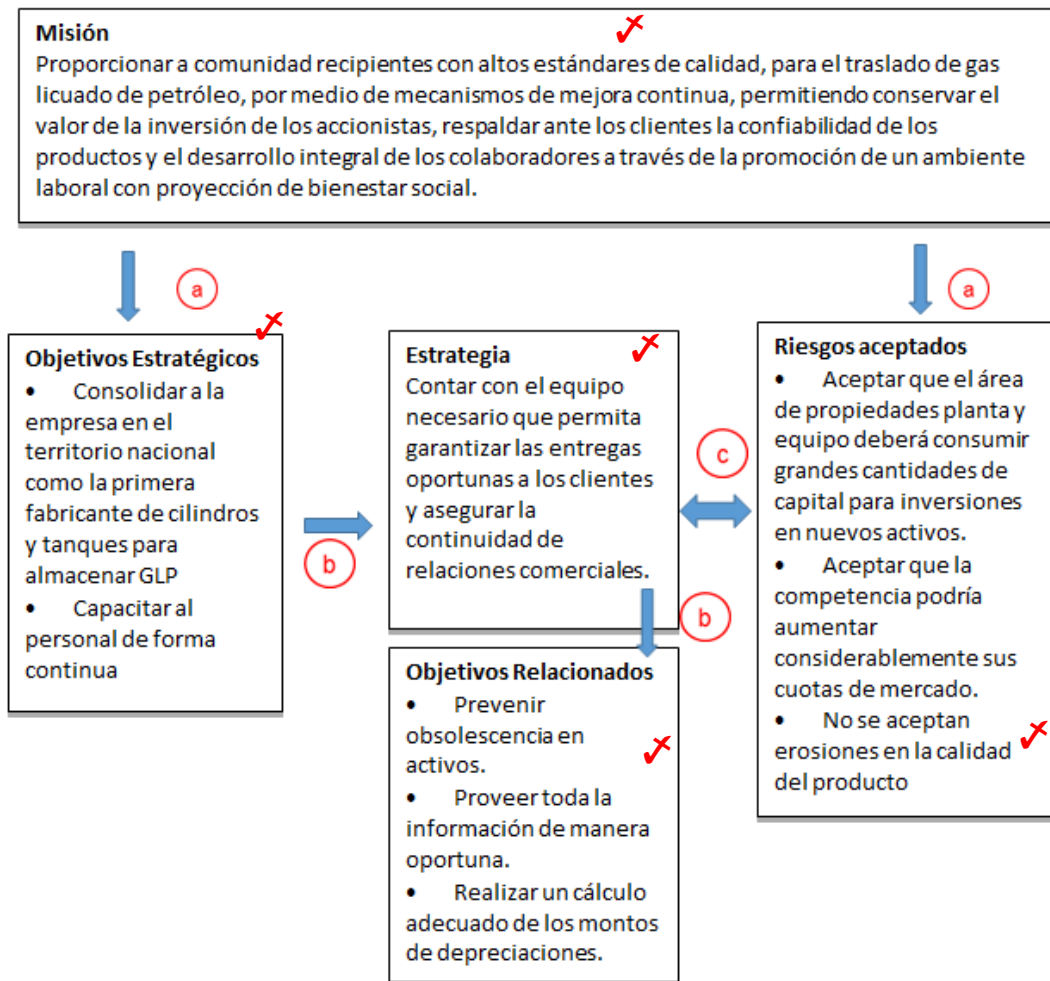 Misión
Proporcionar a comunidad recipientes con altos estándares de calidad, para el traslado de gas
licuado de petróleo, por medio de mecanismos de mejora continua, permitiendo conservar el
valor de la inversión de los accionistas, respaldar ante los clientes la confiabilidad de los
productos y el desarrollo integral de los colaboradores a través de la promoción de un ambiente
laboral con proyección de bienestar social.
a
a
Objetivos Estratégicos
• Consolidar a la
empresa en el
territorio nacional
como la primera
fabricante de cilindros
y tanques para
almacenar GLP
• Capacitar al
personal de forma
continua
b
Estrategia
Contar con el equipo
necesario que permita
garantizar las entregas
oportunas a los clientes
y asegurar la
continuidad de
relaciones comerciales.
c
b
Objetivos Relacionados
• Prevenir
obsolescencia en
activos.
• Proveer toda la
información de manera
oportuna.
• Realizar un cálculo
adecuado de los montos
de depreciaciones.
Riesgos aceptados
• Aceptar que el área
de propiedades planta y
equipo deberá consumir
grandes cantidades de
capital para inversiones
en nuevos activos.
• Aceptar que la
competencia podría
aumentar
considerablemente sus
cuotas de mercado.
• No se aceptan
erosiones en la calidad
del producto